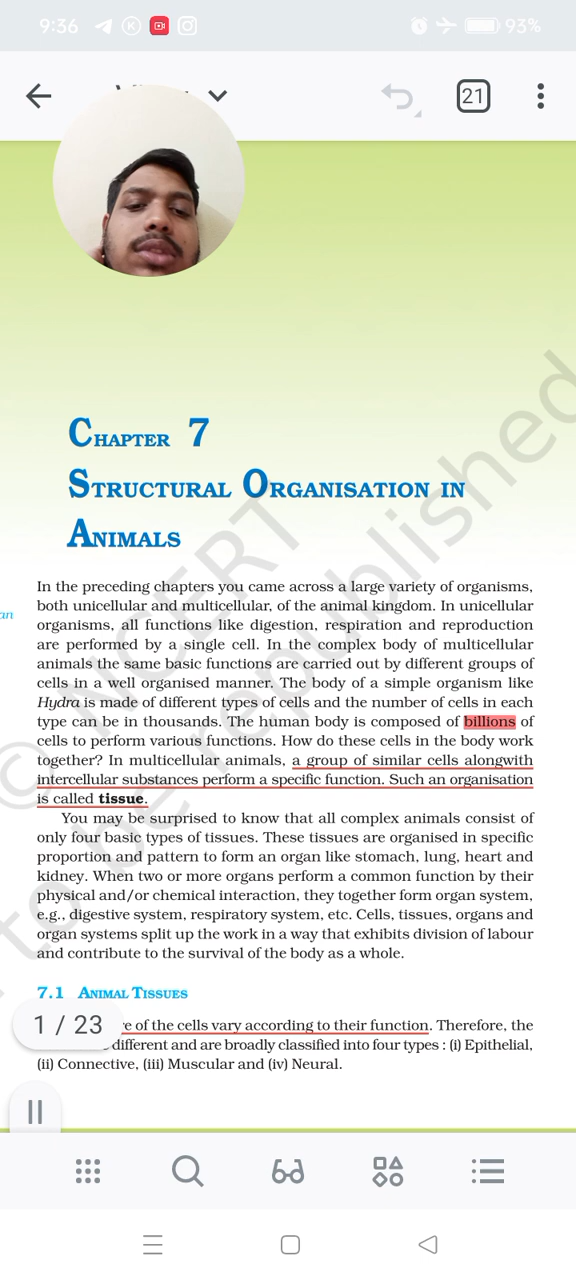 9:36 93%
21
CHAPTER 7
STRUCTURAL ORGANISATION IN
ANIMALS
In the preceding chapters you came across a large variety of organisms,
both unicellular and multicellular, of the animal kingdom. In unicellular
an
organisms, all functions like digestion, respiration and reproduction
are performed by a single cell. In the complex body of multicellular
animals the same basic functions are carried out by different groups of
cells in a well organised manner. The body of a simple organism like
Hydra is made of different types of cells and the number of cells in each
type can be in thousands. The human body is composed of billions of
cells to perform various functions. How do these cells in the body work
together? In multicellular animals, a group of similar cells alongwith
intercellular substances perform a specific function. Such an organisation
is called tissue.
You may be surprised to know that all complex animals consist of
only four basic types of tissues. These tissues are organised in specific
proportion and pattern to form an organ like stomach, lung, heart and
kidney. When two or more organs perform a common function by their
physical and/or chemical interaction, they together form organ system,
e.g., digestive system, respiratory system, etc. Cells, tissues, organs and
organ systems split up the work in a way that exhibits division of labour
and contribute to the survival of the body as a whole.
7.1 ANIMAL TISSUES
1 / 23
of the cells vary according to their function. Therefore, the
different and are broadly classified into four types : (i) Epithelial,
(ii) Connective, (iii) Muscular and (iv) Neural.
© NCERT
to be republished